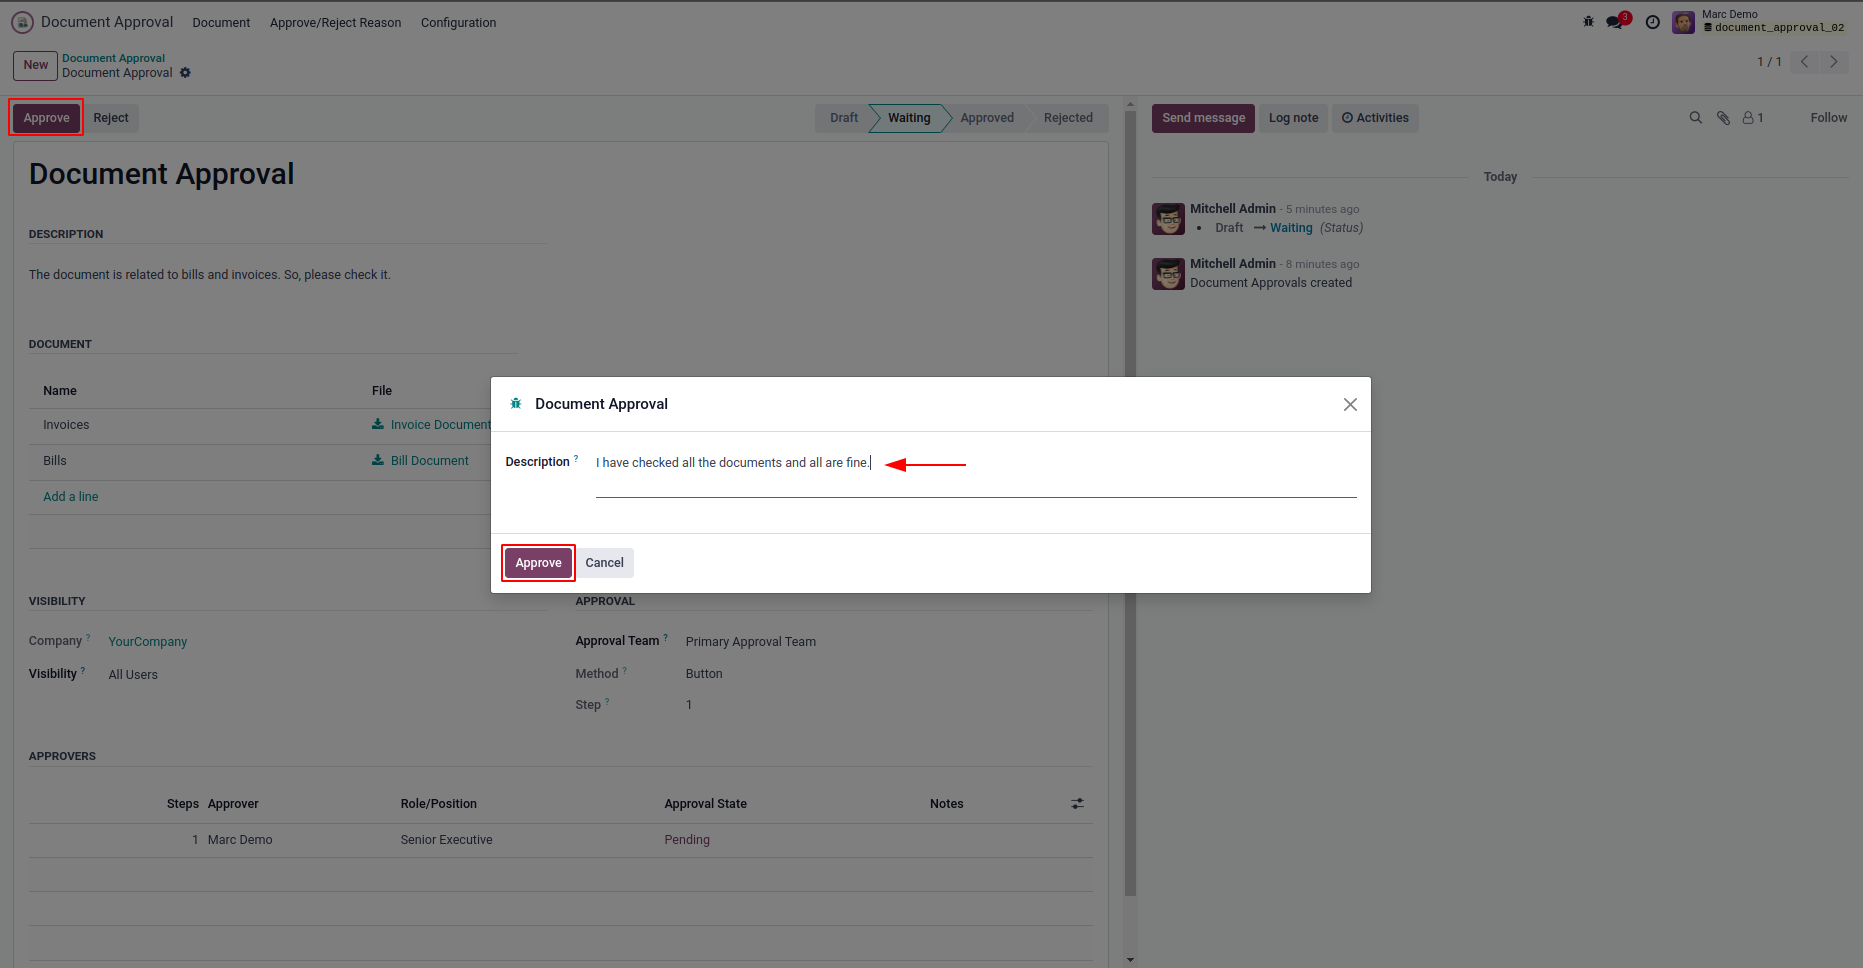 Document Approval Document Approve/Reject Reason Configuration 3 Marc Demo
document_approval_02
New Document Approval
Document Approval 1 / 1
Approve Reject Draft Waiting Approved Rejected Send message Log note Activities 1 Follow
Document Approval
Today
Mitchell Admin - 5 minutes ago
• Draft → Waiting (Status)
DESCRIPTION
Mitchell Admin - 8 minutes ago
The document is related to bills and invoices. So, please check it.
Document Approvals created
DOCUMENT
Name File
Invoices Invoice Document
Bills Bill Document
Add a line
Document Approval
Description ? I have checked all the documents and all are fine.
Approve Cancel
VISIBILITY APPROVAL
Company ? YourCompany Approval Team ? Primary Approval Team
Visibility ? All Users Method ? Button
Step ? 1
APPROVERS
Steps Approver Role/Position Approval State Notes
1 Marc Demo Senior Executive Pending